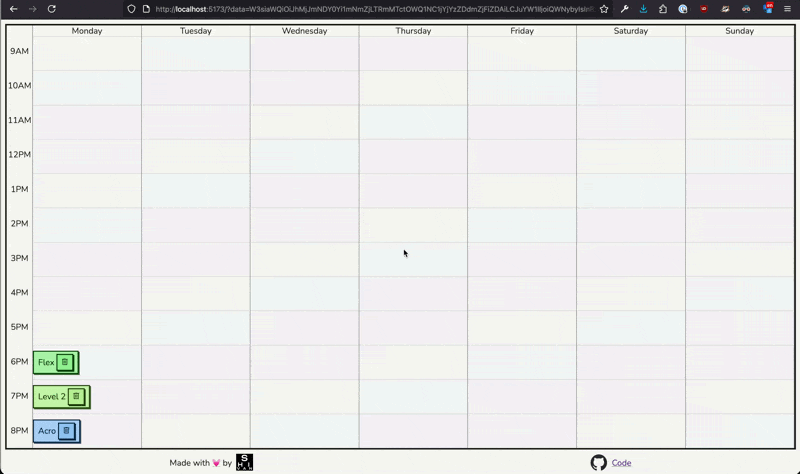 http://localhost:5173/?data=
Monday Tuesday Wednesday Thursday Friday Saturday Sunday
9AM
10AM
11AM
12PM
1PM
2PM
3PM
4PM
5PM
6PM Flex
7PM Level 2
8PM Acro
Made with by Code